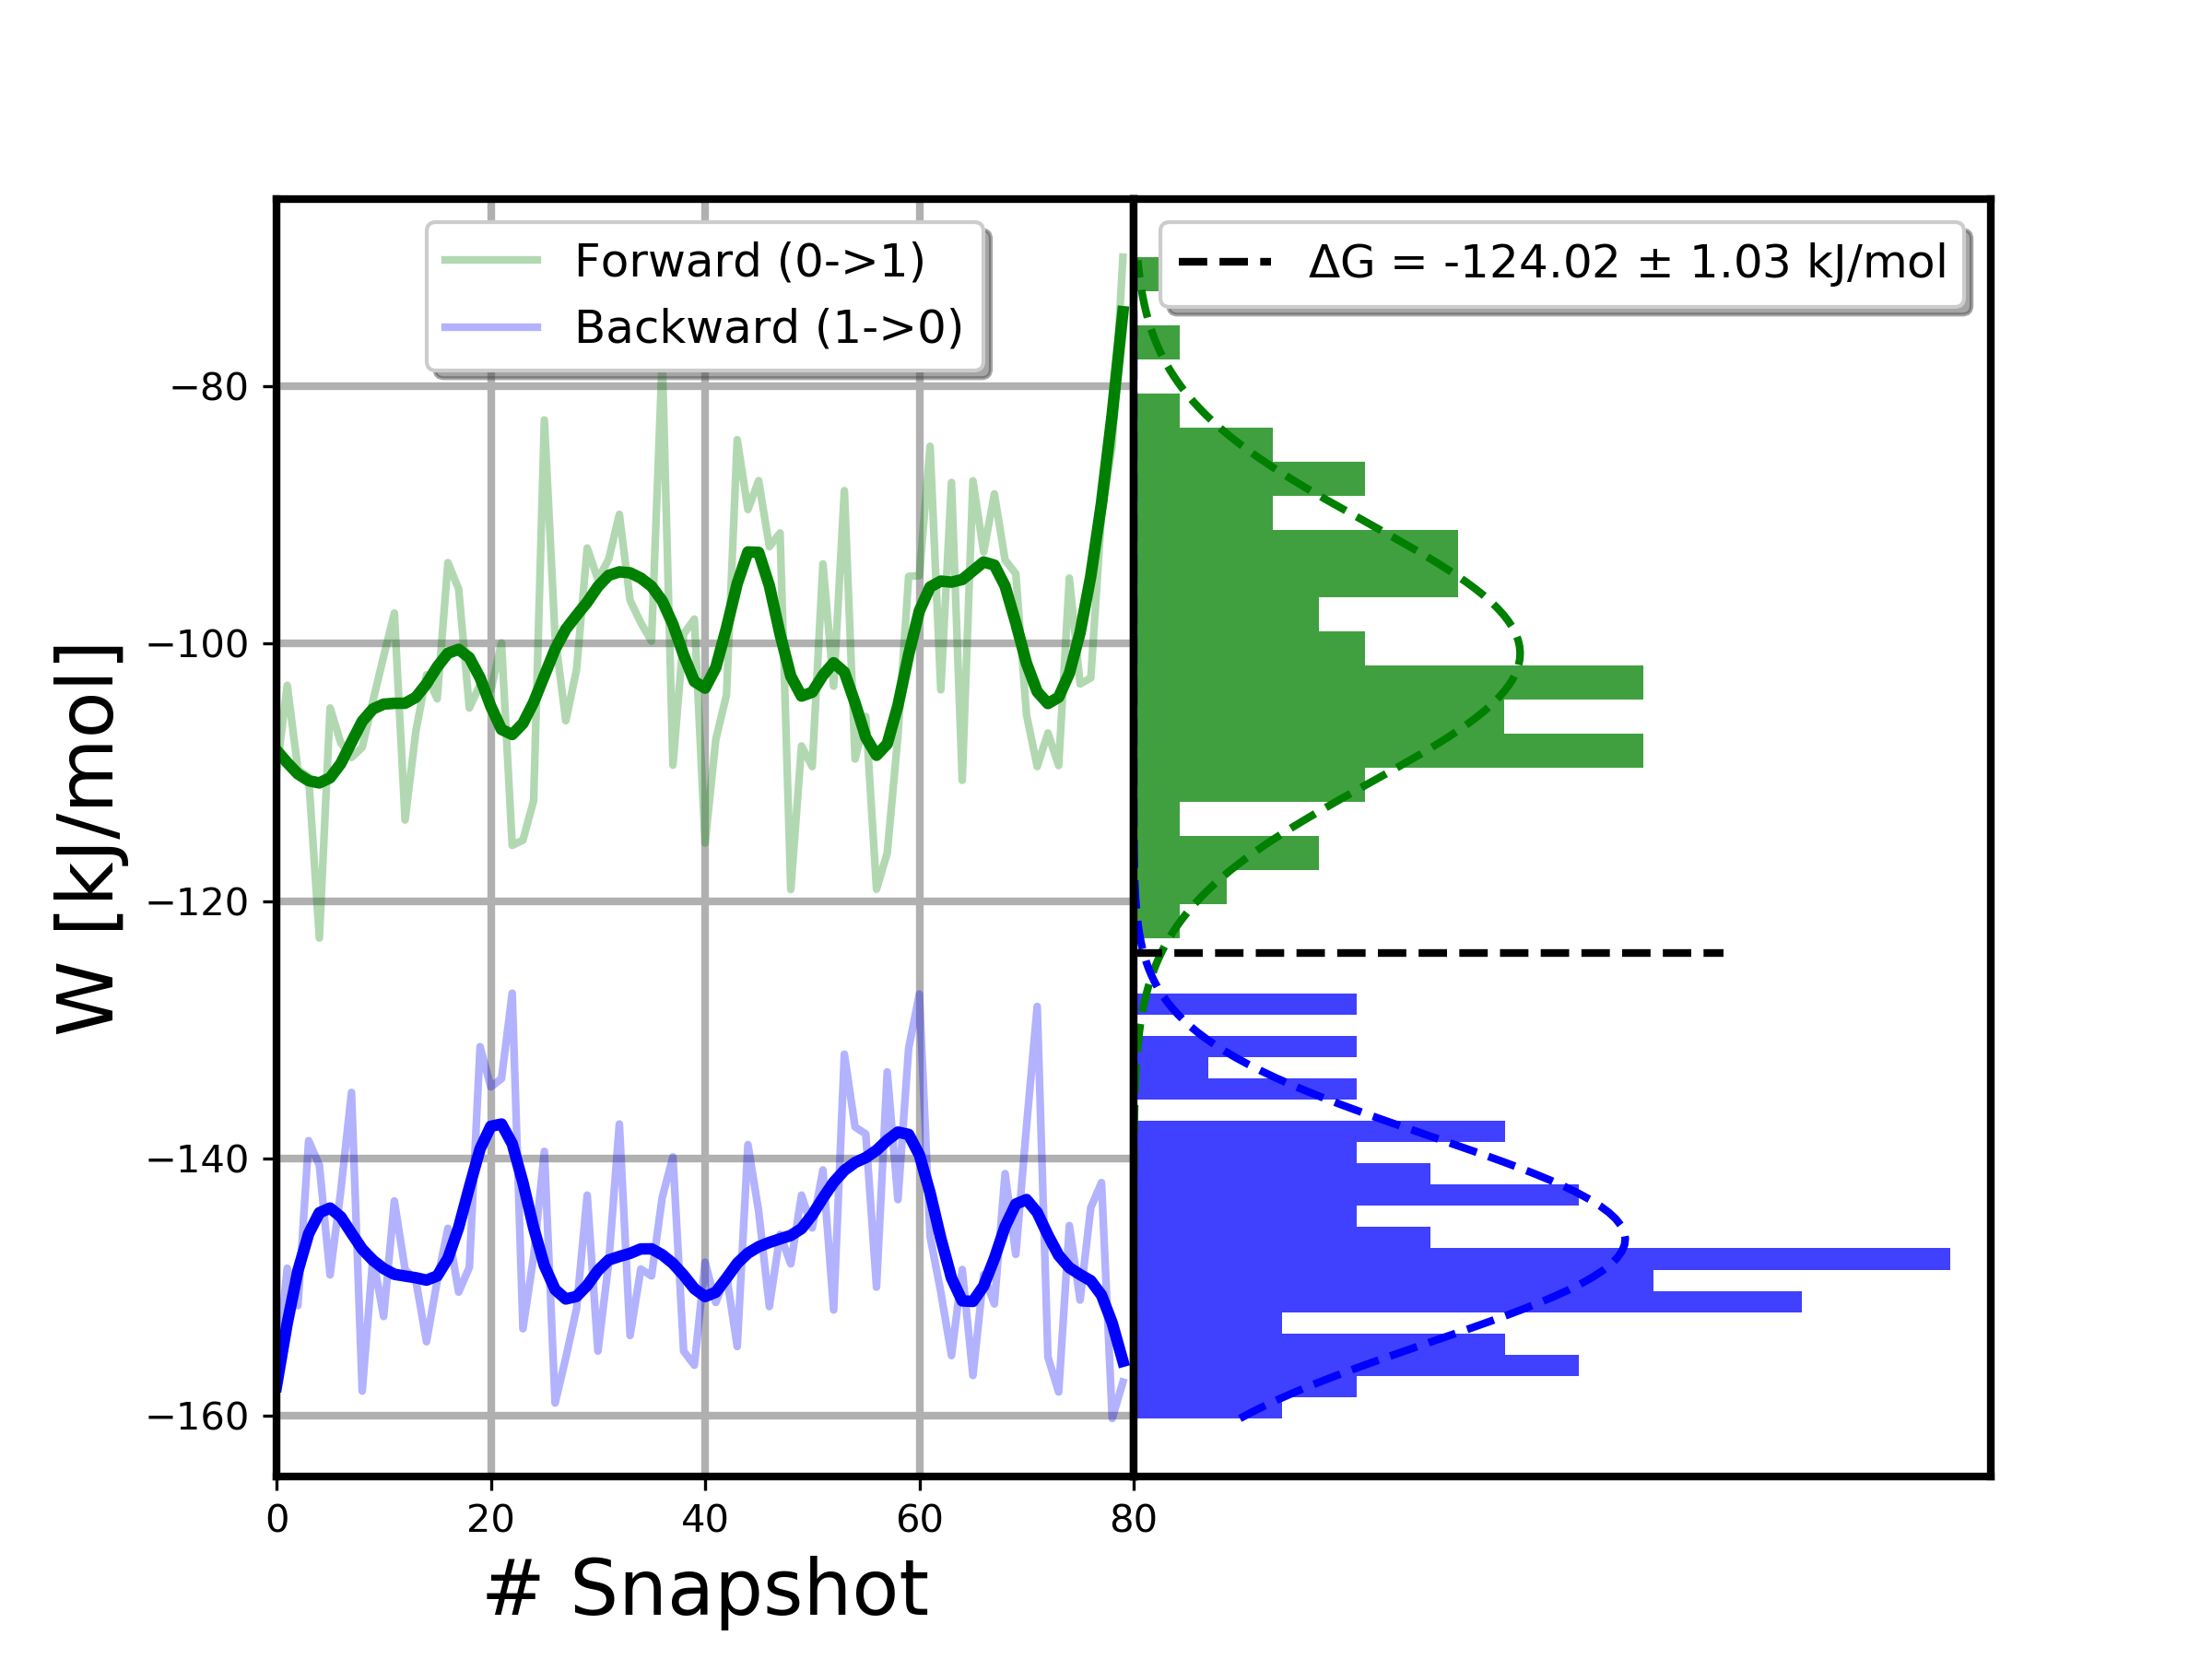 Forward (0->1)
Backward (1->0)
ΔG = -124.02 ± 1.03 kJ/mol
W [kJ/mol]
−80
−100
−120
−140
−160
0 20 40 60 80
# Snapshot